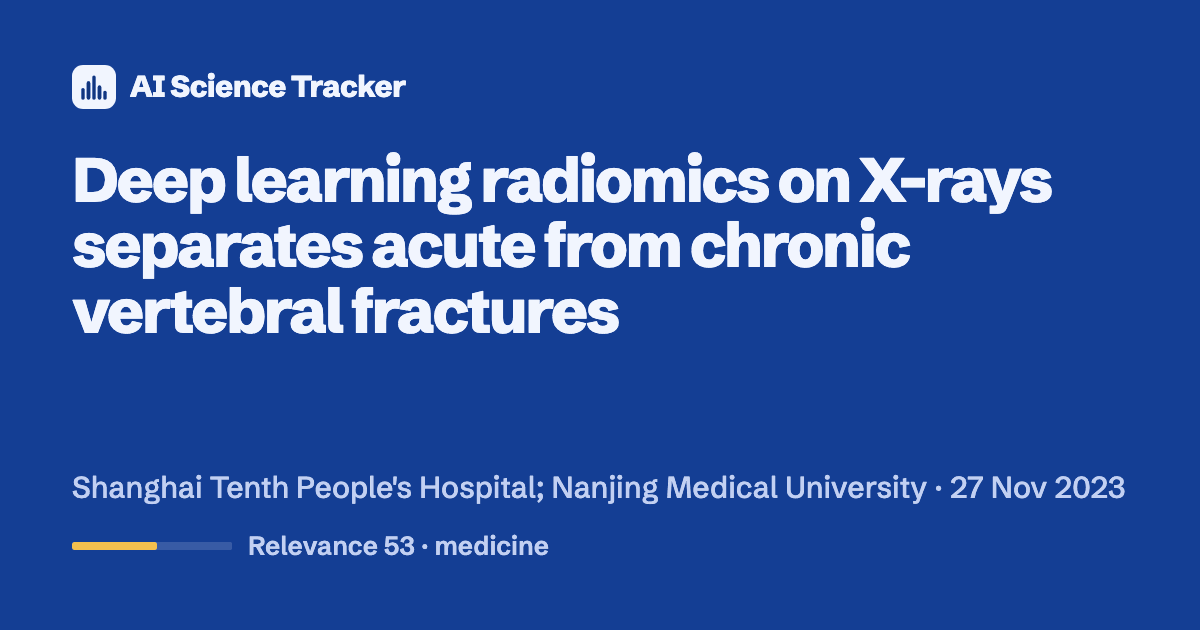 AI Science Tracker
Deep learning radiomics on X-rays
separates acute from chronic
vertebral fractures
Shanghai Tenth People's Hospital; Nanjing Medical University · 27 Nov 2023
Relevance 53 · medicine